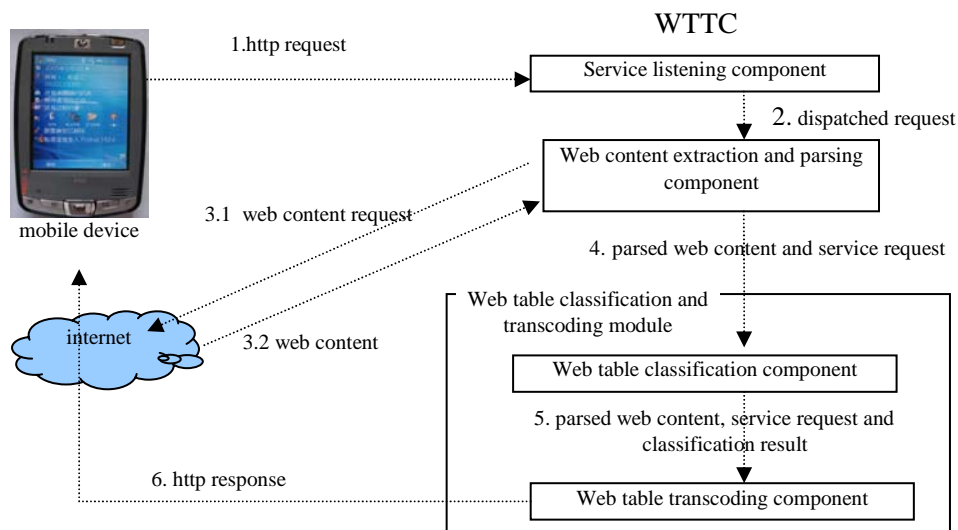 WTTC
1.http request
Service listening component
2. dispatched request
Web content extraction and parsing
component
3.1 web content request
mobile device
4. parsed web content and service request
Web table classification and
transcoding module
internet
3.2 web content
Web table classification component
5. parsed web content, service request and
classification result
6. http response
Web table transcoding component